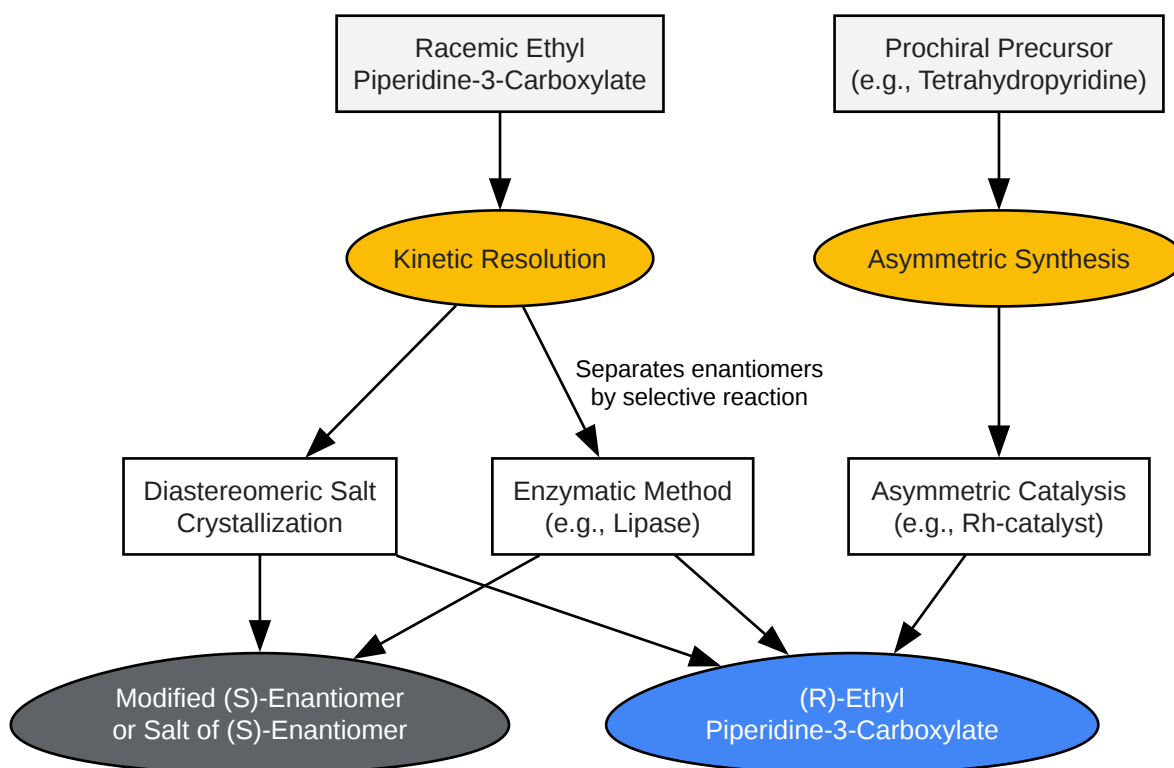 Racemic Ethyl
Piperidine-3-Carboxylate
Prochiral Precursor
(e.g., Tetrahydropyridine)
Kinetic Resolution
Asymmetric Synthesis
Separates enantiomers
by selective reaction
Diastereomeric Salt
Crystallization
Enzymatic Method
(e.g., Lipase)
Asymmetric Catalysis
(e.g., Rh-catalyst)
Modified (S)-Enantiomer
or Salt of (S)-Enantiomer
(R)-Ethyl
Piperidine-3-Carboxylate